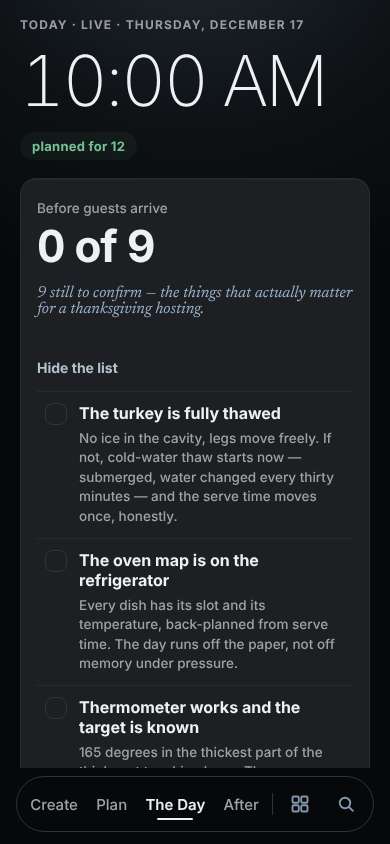 TODAY · LIVE · THURSDAY, DECEMBER 17
10:00 AM
planned for 12
Before guests arrive
0 of 9
9 still to confirm — the things that actually matter
for a thanksgiving hosting.
Hide the list
The turkey is fully thawed
No ice in the cavity, legs move freely. If
not, cold-water thaw starts now —
submerged, water changed every thirty
minutes — and the serve time moves
once, honestly.
The oven map is on the
refrigerator
Every dish has its slot and its
temperature, back-planned from serve
time. The day runs off the paper, not off
memory under pressure.
Thermometer works and the
target is known
165 degrees in the thickest part of the
Create Plan The Day After